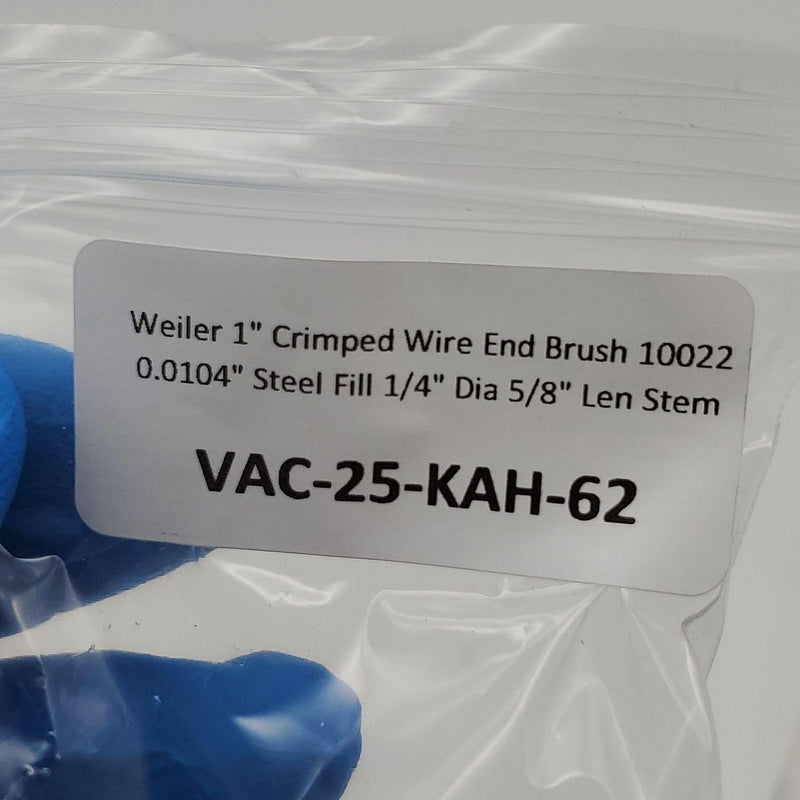 Weiler 1" Crimped Wire End Brush 10022
0.0104" Steel Fill 1/4" Dia 5/8" Len Stem
VAC-25-KAH-62